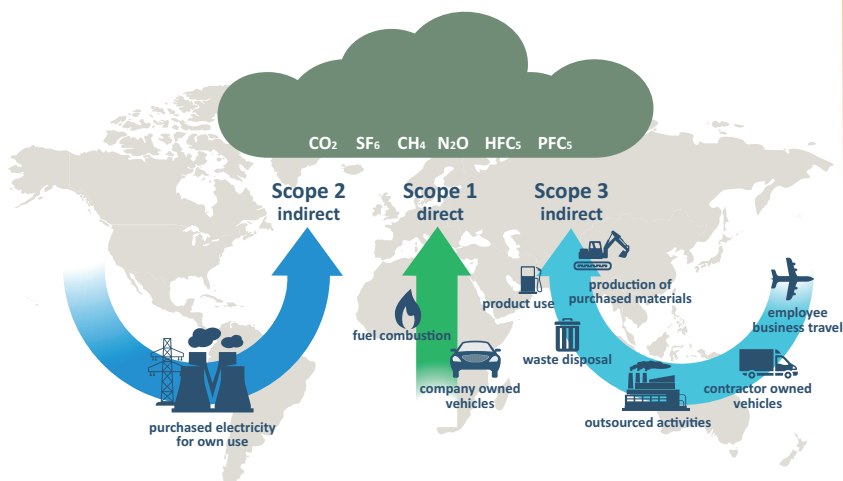 CO₂ SF₆ CH₄ N₂O HFC₅ PFC₅
Scope 2
indirect
Scope 1
direct
Scope 3
indirect
production of
purchased materials
product use
employee
business travel
fuel combustion
waste disposal
company owned
vehicles
contractor owned
vehicles
outsourced activities
purchased electricity
for own use